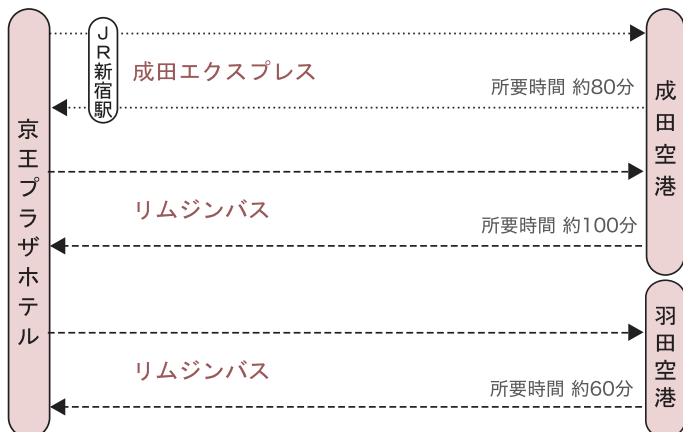 京王プラザホテル
JR新宿駅
成田エクスプレス
所要時間 約80分
リムジンバス
所要時間 約100分
成田空港
リムジンバス
所要時間 約60分
羽田空港